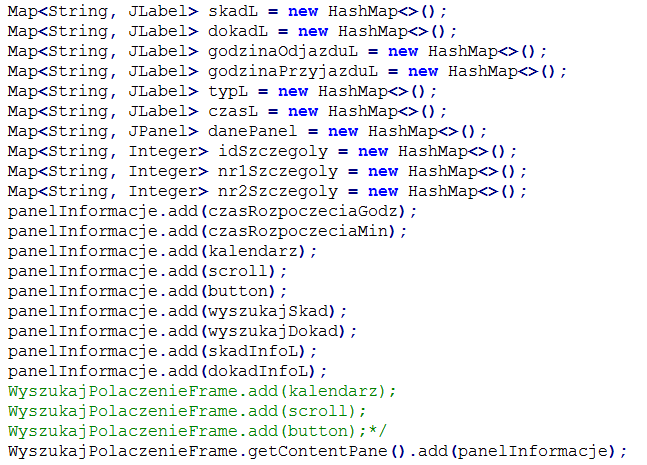 Map<String, JLabel> skadL = new HashMap<>();
Map<String, JLabel> dokadL = new HashMap<>();
Map<String, JLabel> godzinaOdjazduL = new HashMap<>();
Map<String, JLabel> godzinaPrzyjazduL = new HashMap<>();
Map<String, JLabel> typL = new HashMap<>();
Map<String, JLabel> czasL = new HashMap<>();
Map<String, JPanel> danePanel = new HashMap<>();
Map<String, Integer> idSzczegoly = new HashMap<>();
Map<String, Integer> nr1Szczegoly = new HashMap<>();
Map<String, Integer> nr2Szczegoly = new HashMap<>();
panelInformacje.add(czasRozpoczeciaGodz);
panelInformacje.add(czasRozpoczeciaMin);
panelInformacje.add(kalendarz);
panelInformacje.add(scroll);
panelInformacje.add(button);
panelInformacje.add(wyszukajSkad);
panelInformacje.add(wyszukajDokad);
panelInformacje.add(skadInfoL);
panelInformacje.add(dokadInfoL);
WyszukajPolaczenieFrame.add(kalendarz);
WyszukajPolaczenieFrame.add(scroll);
WyszukajPolaczenieFrame.add(button);*/
WyszukajPolaczenieFrame.getContentPane().add(panelInformacje);